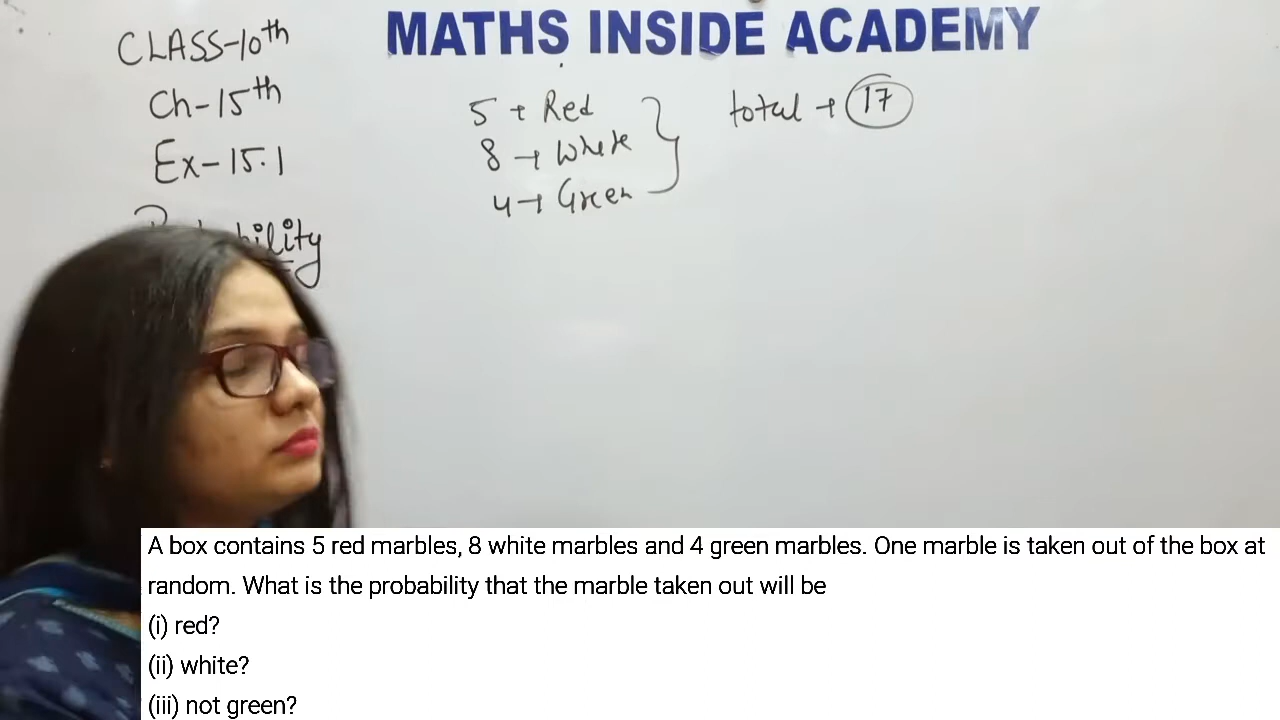 MATHS INSIDE ACADEMY
CLASS-10th
Ch-15th
Ex-15.1
5 → Red
8 → White
4 → Green
total → 17
A box contains 5 red marbles, 8 white marbles and 4 green marbles. One marble is taken out of the box at
random. What is the probability that the marble taken out will be
(i) red?
(ii) white?
(iii) not green?